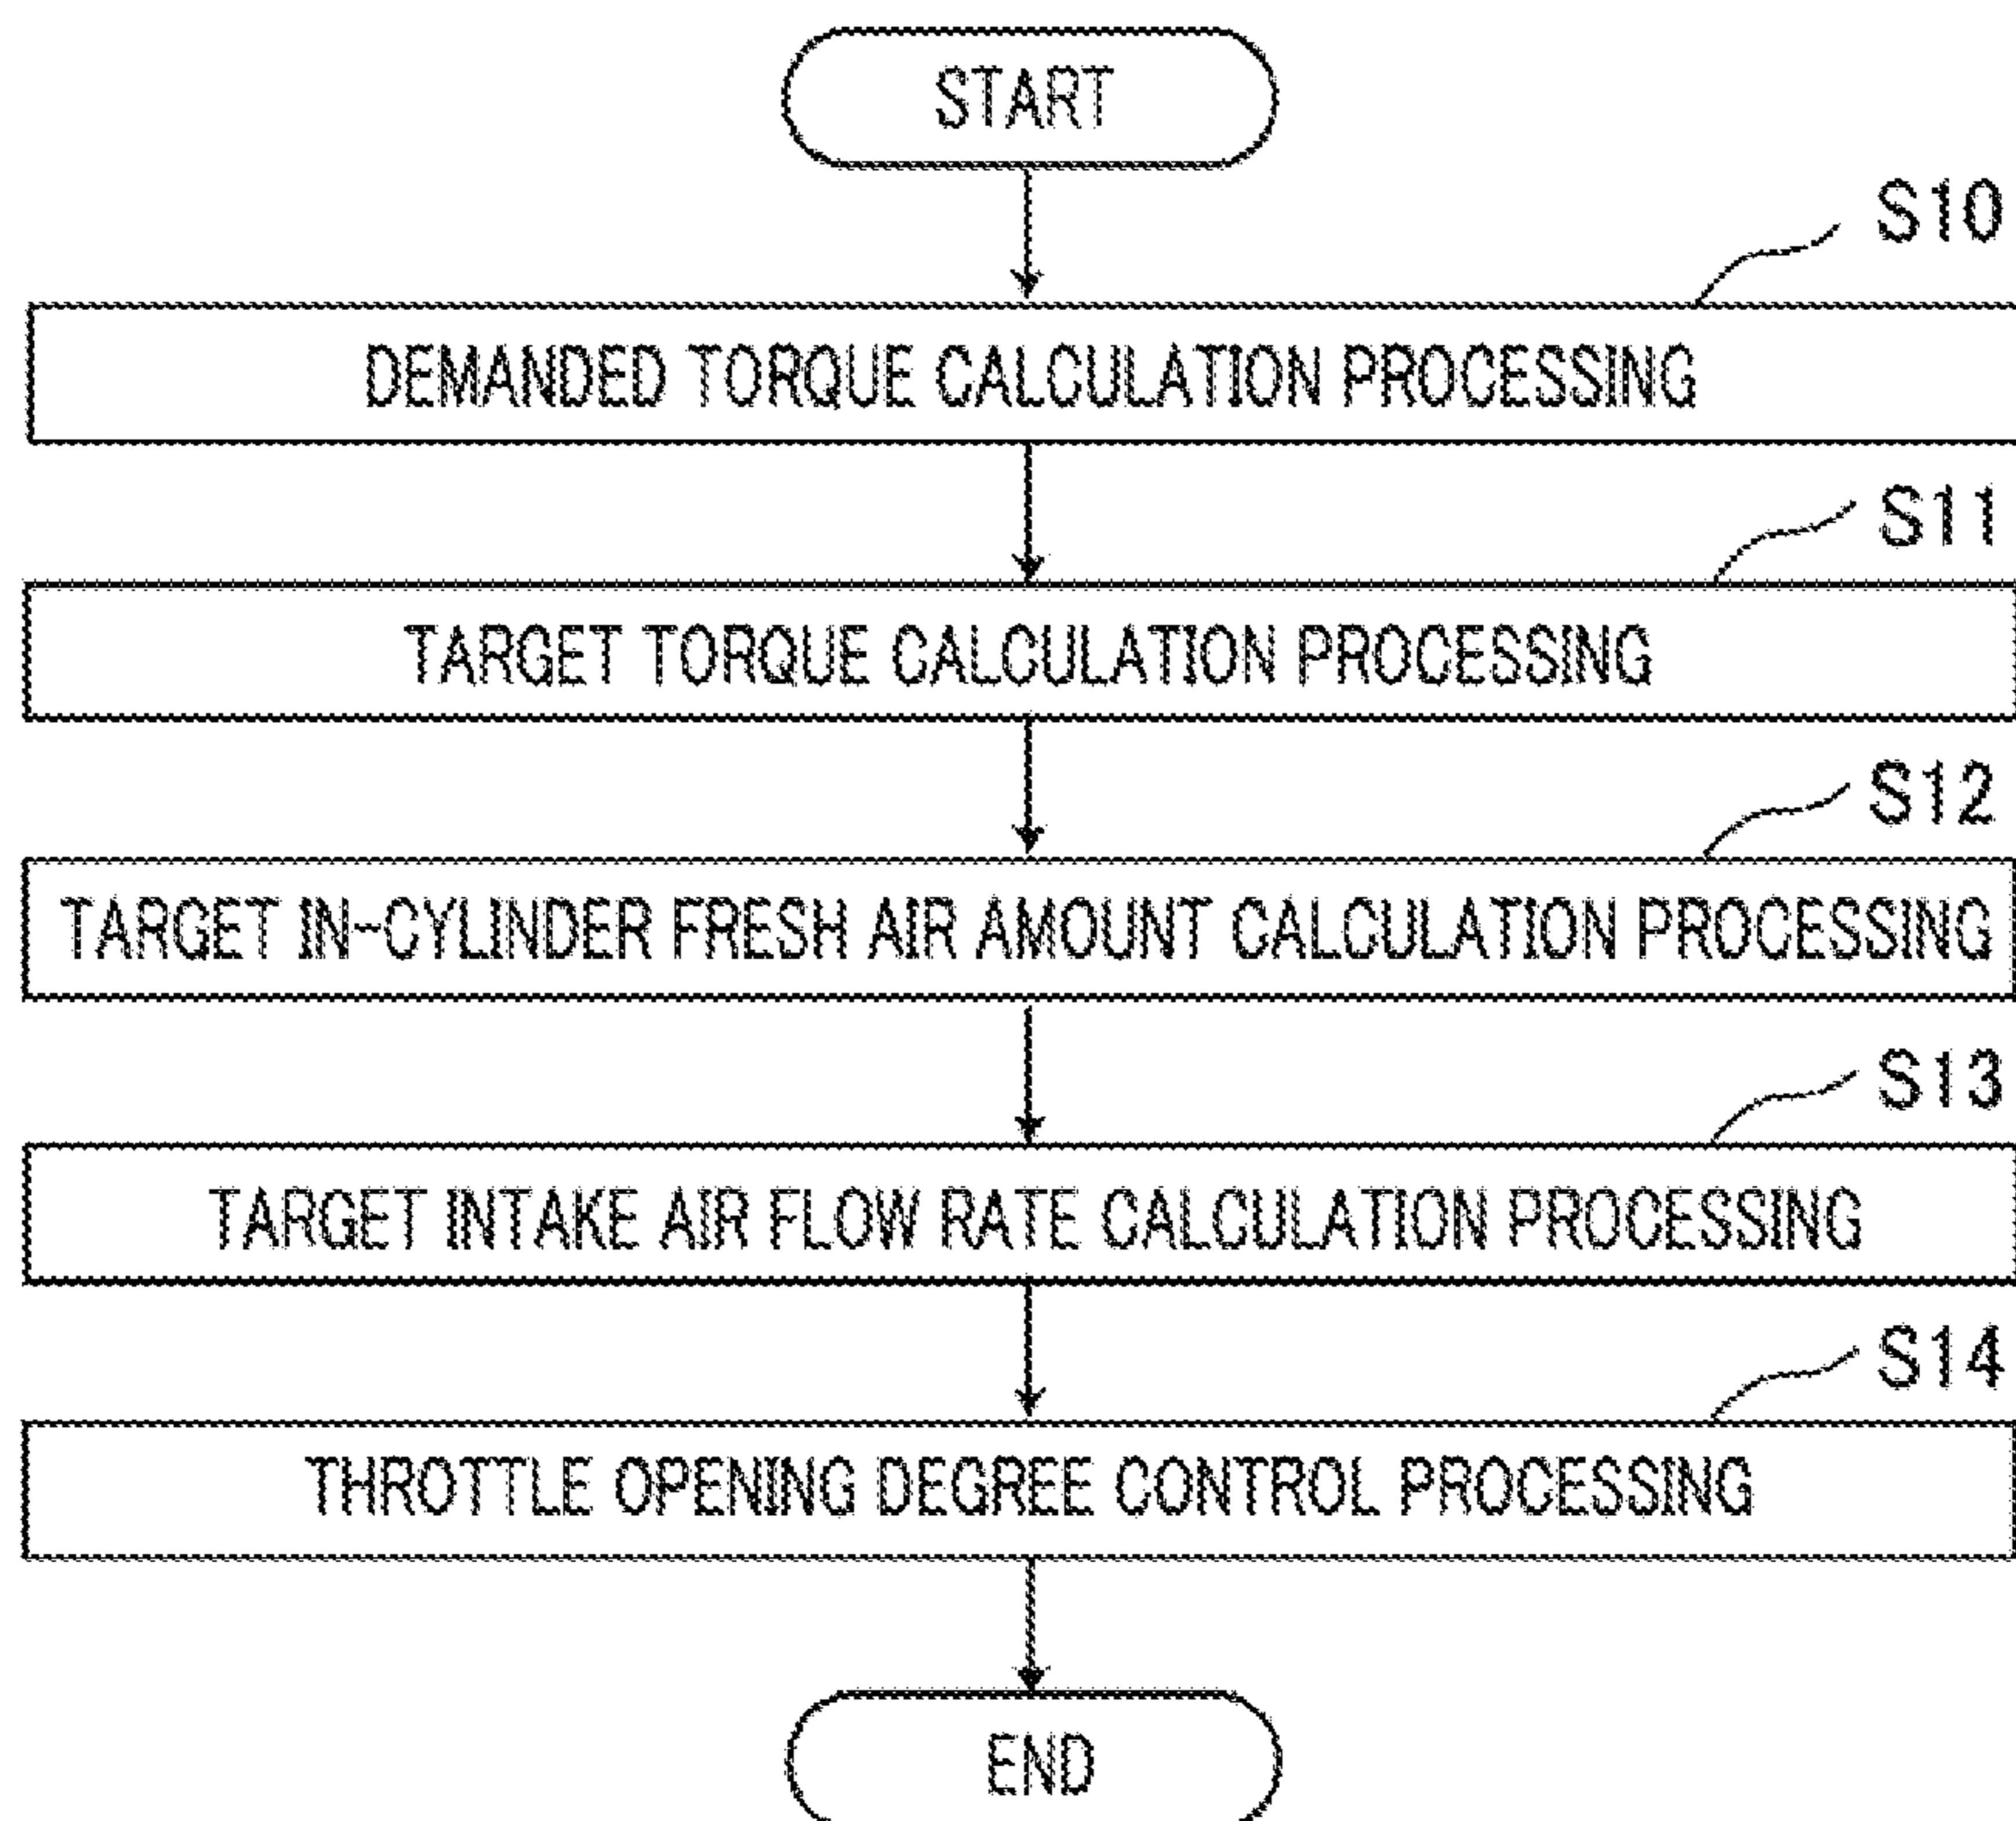 START
S10
DEMANDED TORQUE CALCULATION PROCESSING
S11
TARGET TORQUE CALCULATION PROCESSING
S12
TARGET IN-CYLINDER FRESH AIR AMOUNT CALCULATION PROCESSING
S13
TARGET INTAKE AIR FLOW RATE CALCULATION PROCESSING
S14
THROTTLE OPENING DEGREE CONTROL PROCESSING
END